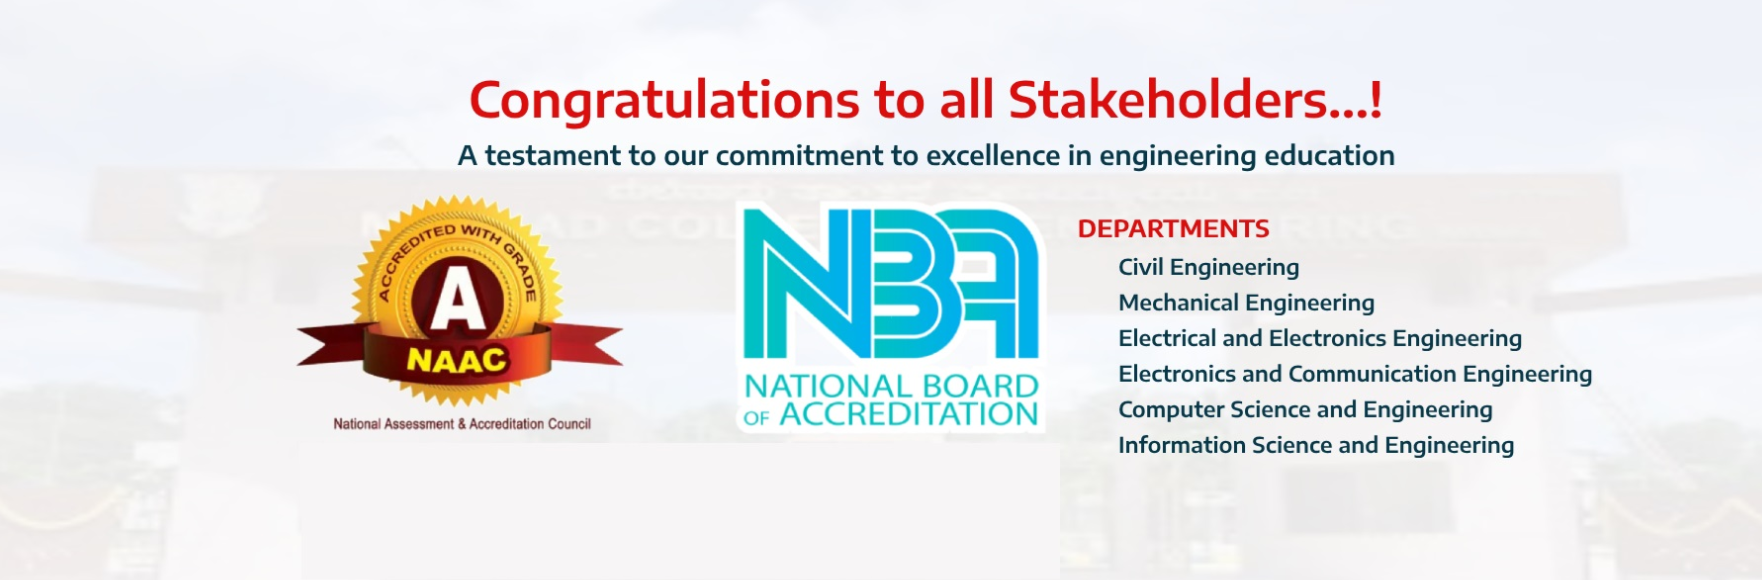 Congratulations to all Stakeholders...!
A testament to our commitment to excellence in engineering education
ACCREDITED WITH GRADE
A
NAAC
National Assessment & Accreditation Council
NBA
NATIONAL BOARD
OF ACCREDITATION
DEPARTMENTS
Civil Engineering
Mechanical Engineering
Electrical and Electronics Engineering
Electronics and Communication Engineering
Computer Science and Engineering
Information Science and Engineering